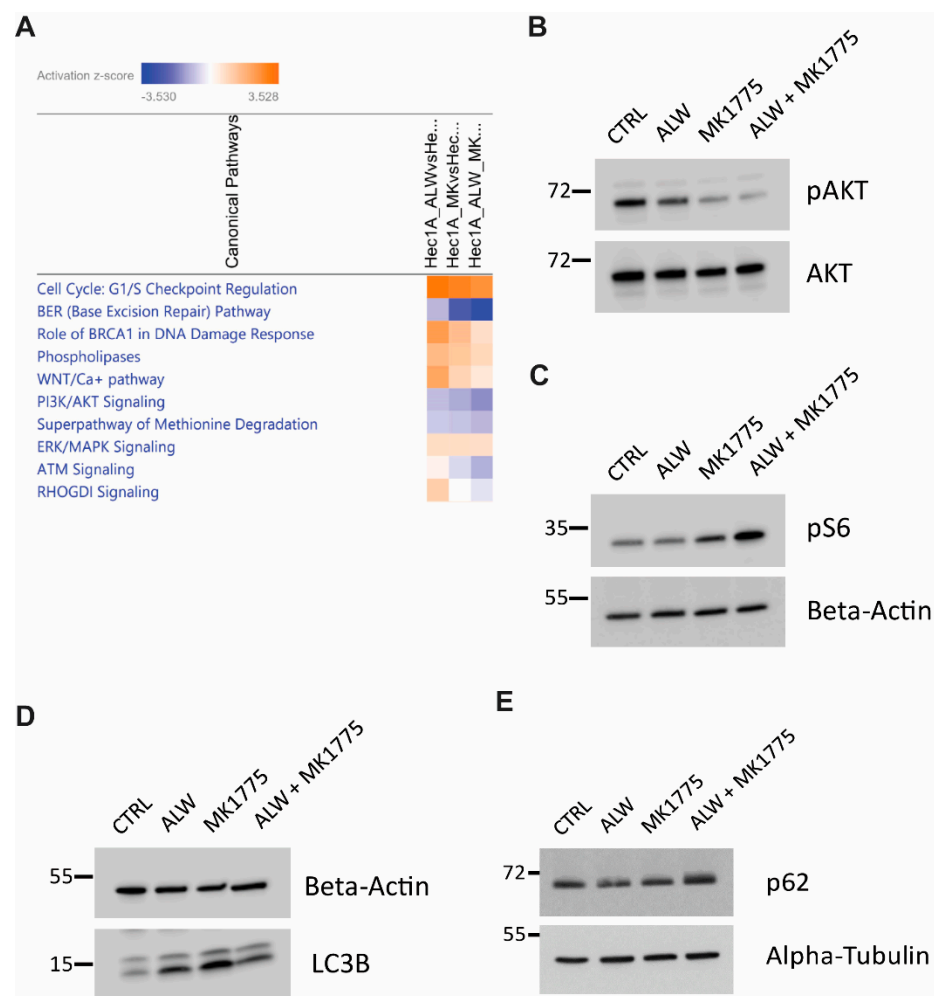 A
Activation z-score
-3.530 3.528
Canonical Pathways
Hec1A_ALWvsHe...
Hec1A_MKvsHec...
Hec1A_ALW_MK...
Cell Cycle: G1/S Checkpoint Regulation
BER (Base Excision Repair) Pathway
Role of BRCA1 in DNA Damage Response
Phospholipases
WNT/Ca+ pathway
PI3K/AKT Signaling
Superpathway of Methionine Degradation
ERK/MAPK Signaling
ATM Signaling
RHOGDI Signaling
B
CTRL
ALW
MK1775
ALW + MK1775
72
pAKT
72
AKT
C
CTRL
ALW
MK1775
ALW + MK1775
35
pS6
55
Beta-Actin
D
CTRL
ALW
MK1775
ALW + MK1775
55
Beta-Actin
15
LC3B
E
CTRL
ALW
MK1775
ALW + MK1775
72
p62
55
Alpha-Tubulin